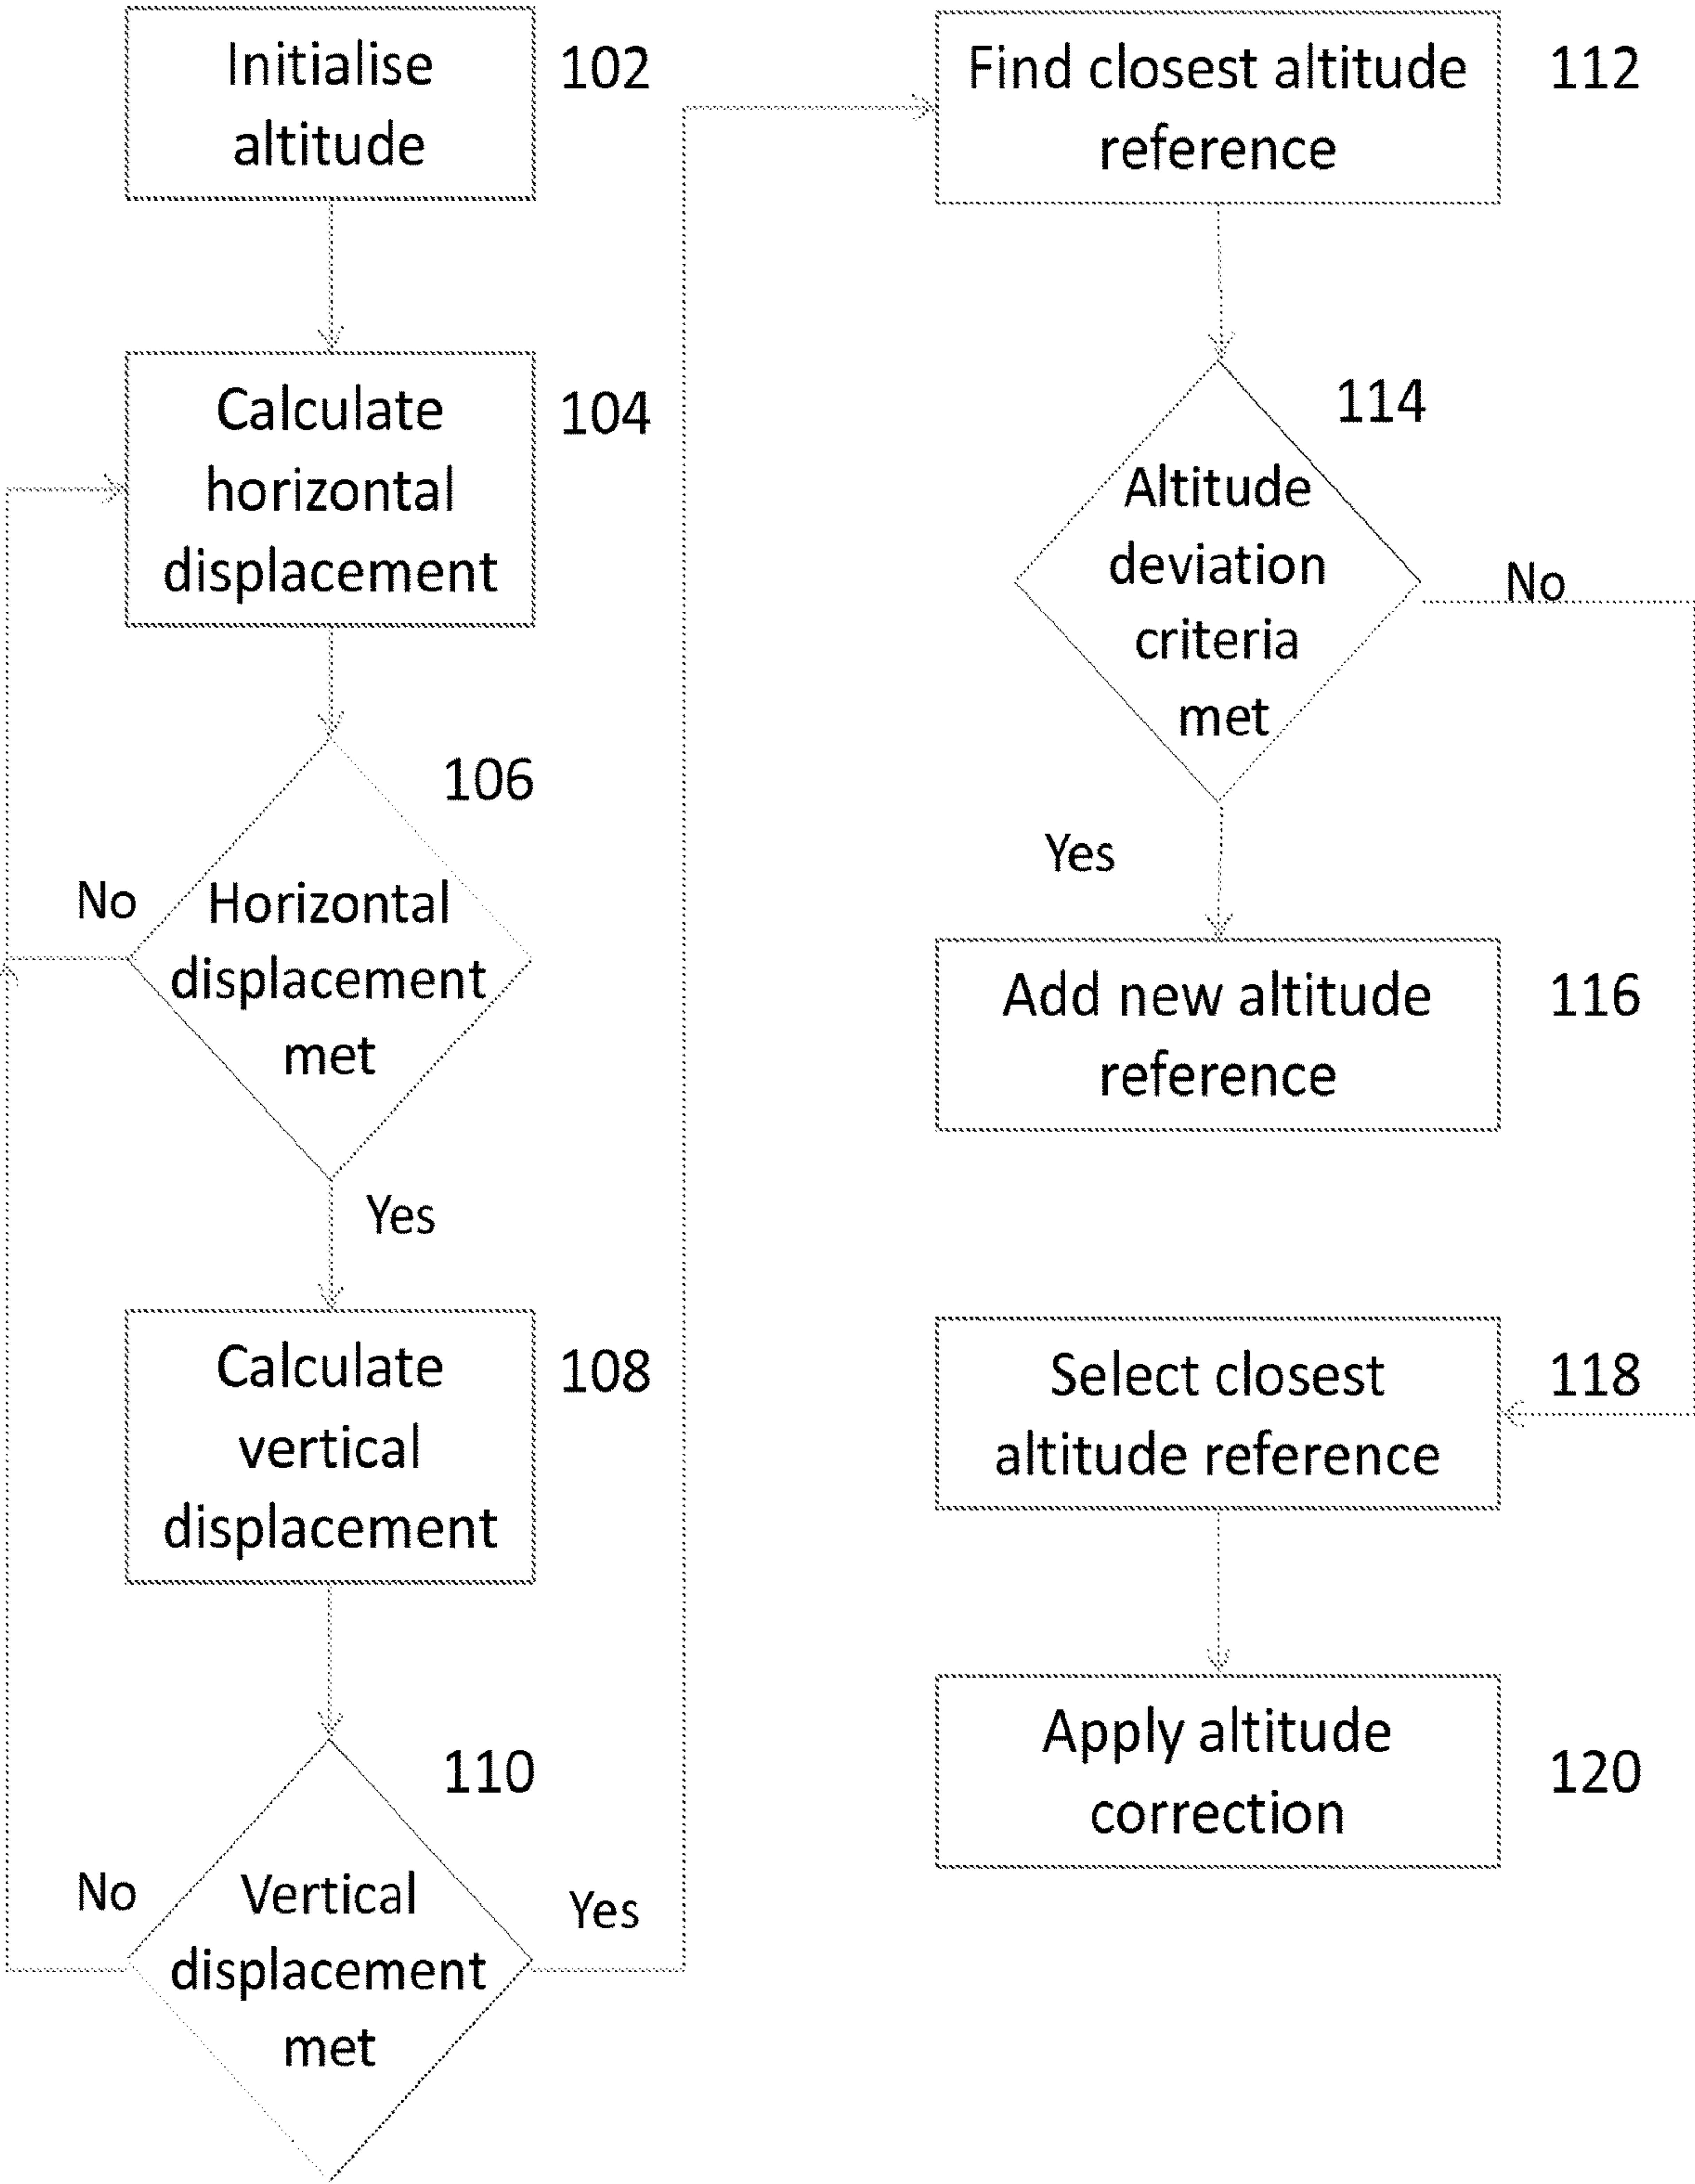 Initialise
altitude
102
Calculate
horizontal
displacement
104
106
No
Horizontal
displacement
met
Yes
Calculate
vertical
displacement
108
110
No
Vertical
displacement
met
Yes
Find closest altitude
reference
112
114
Altitude
deviation
criteria
met
No
Yes
Add new altitude
reference
116
Select closest
altitude reference
118
Apply altitude
correction
120